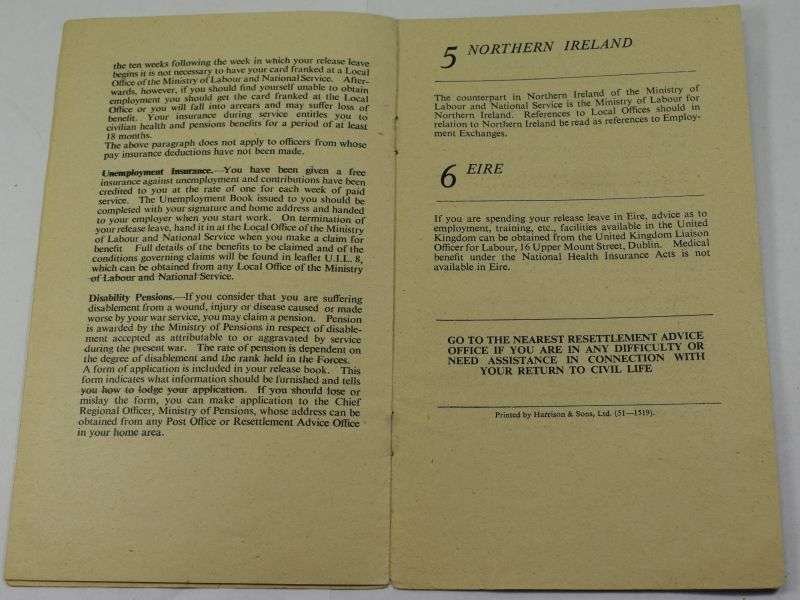 the ten weeks following the week in which your release leave
begins it is not necessary to have your card franked at a Local
Office of the Ministry of Labour and National Service. After-
wards, however, if you should find yourself unable to obtain
employment you should get the card franked at the Local
Office or you will fall into arrears and may suffer loss of
benefit. Your insurance during service entitles you to
civilian health and pensions benefits for a period of at least
18 months.
The above paragraph does not apply to officers from whose
pay insurance deductions have not been made.
Unemployment Insurance.—You have been given a free
insurance against unemployment and contributions have been
credited to you at the rate of one for each week of paid
service. The Unemployment Book issued to you should be
completed with your signature and home address and handed
to your employer when you start work. On termination of
your release leave, hand it in at the Local Office of the Ministry
of Labour and National Service when you make a claim for
benefit. Full details of the benefits to be claimed and of the
conditions governing claims will be found in leaflet U.I.L. 8,
which can be obtained from any Local Office of the Ministry
of Labour and National Service.
Disability Pensions.—If you consider that you are suffering
disablement from a wound, injury or disease caused or made
worse by your war service, you may claim a pension. Pension
is awarded by the Ministry of Pensions in respect of disable-
ment accepted as attributable to or aggravated by service
during the present war. The rate of pension is dependent on
the degree of disablement and the rank held in the Forces.
A form of application is included in your release book. This
form indicates what information should be furnished and tells
you how to lodge your application. If you should lose or
mislay the form, you can make application to the Chief
Regional Officer, Ministry of Pensions, whose address can be
obtained from any Post Office or Resettlement Advice Office
in your home area.
5 NORTHERN IRELAND
The counterpart in Northern Ireland of the Ministry of
Labour and National Service is the Ministry of Labour for
Northern Ireland. References to Local Offices should in
relation to Northern Ireland be read as references to Employ-
ment Exchanges.
6 EIRE
If you are spending your release leave in Eire, advice as to
employment, training, etc., facilities available in the United
Kingdom can be obtained from the United Kingdom Liaison
Officer for Labour, 16 Upper Mount Street, Dublin. Medical
benefit under the National Health Insurance Acts is not
available in Eire.
GO TO THE NEAREST RESETTLEMENT ADVICE
OFFICE IF YOU ARE IN ANY DIFFICULTY OR
NEED ASSISTANCE IN CONNECTION WITH
YOUR RETURN TO CIVIL LIFE
Printed by Harrison & Sons, Ltd. (51—1519).